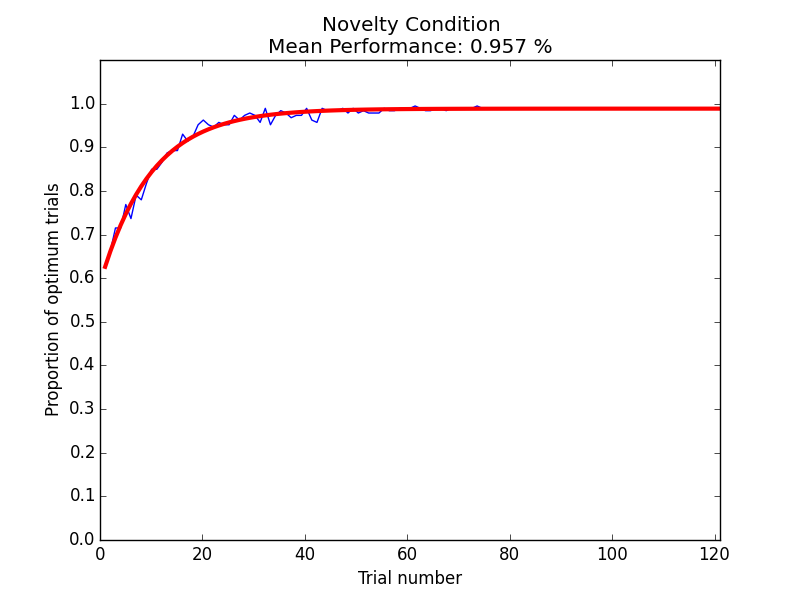 Novelty Condition
Mean Performance: 0.957 %
1.0
0.9
0.8
0.7
0.6
0.5
0.4
0.3
0.2
0.1
0.0
Proportion of optimum trials
0 20 40 60 80 100 120
Trial number